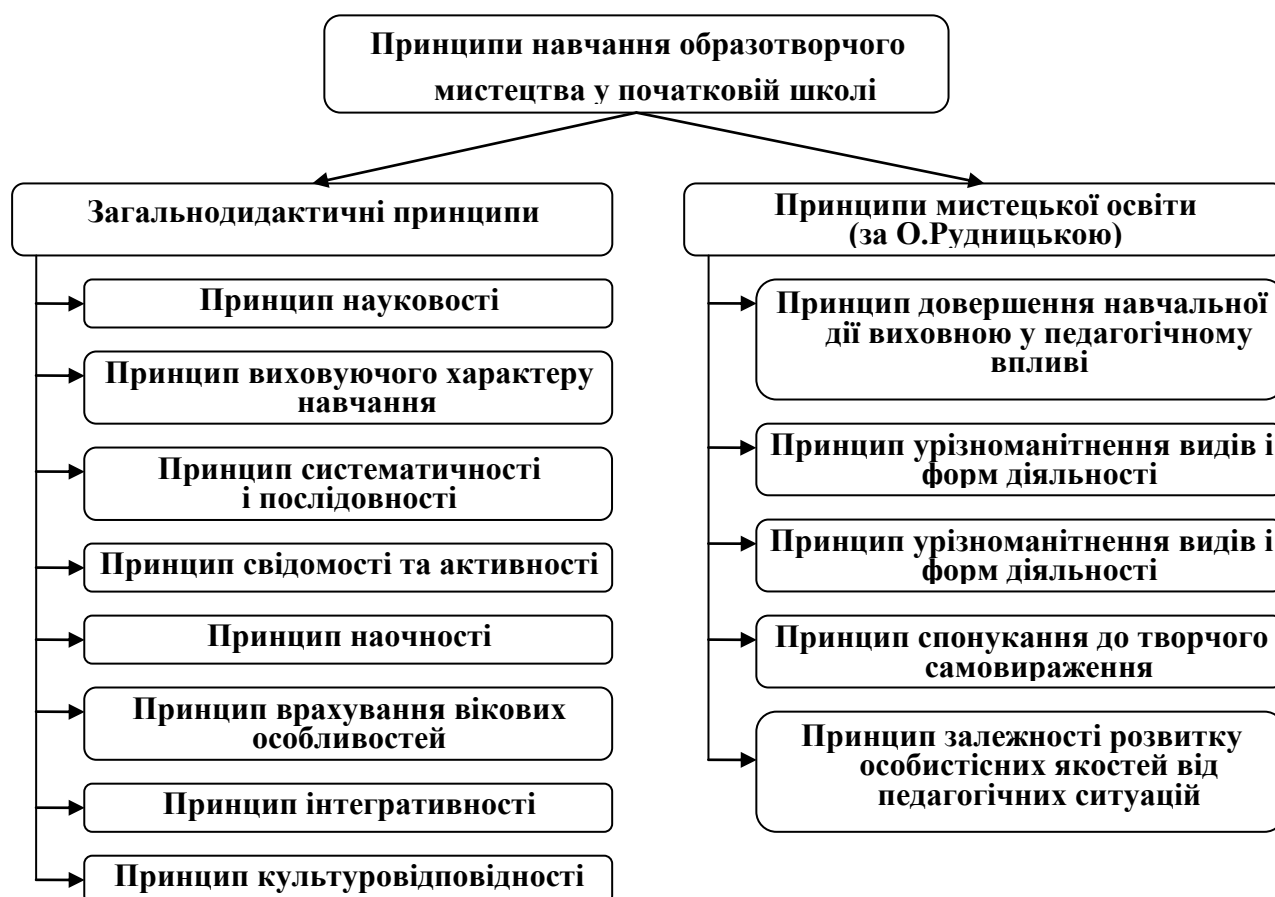 Принципи навчання образотворчого
мистецтва у початковій школі
Загальнодидактичні принципи
Принцип науковості
Принцип виховуючого характеру
навчання
Принцип систематичності
і послідовності
Принцип свідомості та активності
Принцип наочності
Принцип врахування вікових
особливостей
Принцип інтегративності
Принцип культуровідповідності
Принципи мистецької освіти
(за О.Рудницькою)
Принцип довершення навчальної
дії виховною у педагогічному
впливі
Принцип урізноманітнення видів і
форм діяльності
Принцип урізноманітнення видів і
форм діяльності
Принцип спонукання до творчого
самовираження
Принцип залежності розвитку
особистісних якостей від
педагогічних ситуацій